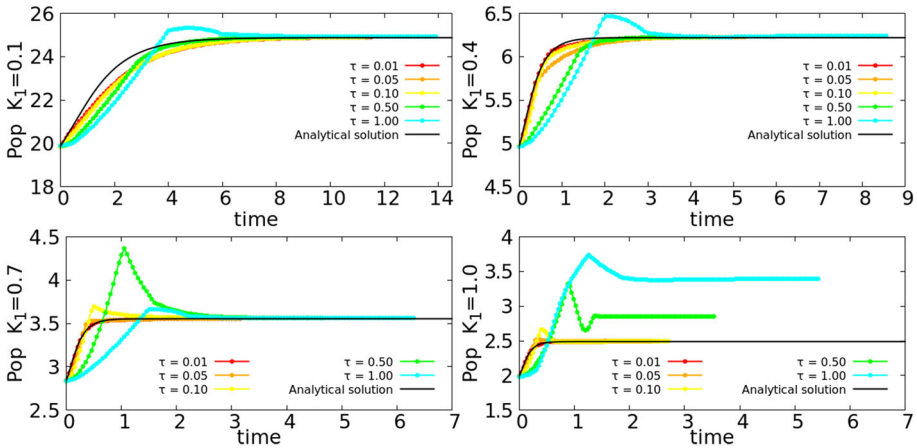 Pop K1=0.1
26
24
22
20
18
τ = 0.01
τ = 0.05
τ = 0.10
τ = 0.50
τ = 1.00
Analytical solution
0 2 4 6 8 10 12 14
time
Pop K1=0.4
6.5
6
5.5
5
4.5
τ = 0.01
τ = 0.05
τ = 0.10
τ = 0.50
τ = 1.00
Analytical solution
0 1 2 3 4 5 6 7 8 9
time
Pop K1=0.7
4.5
4
3.5
3
2.5
τ = 0.01 τ = 0.50
τ = 0.05 τ = 1.00
τ = 0.10 Analytical solution
0 1 2 3 4 5 6 7
time
Pop K1=1.0
4
3.5
3
2.5
2
1.5
τ = 0.01 τ = 0.50
τ = 0.05 τ = 1.00
τ = 0.10 Analytical solution
0 1 2 3 4 5 6 7
time